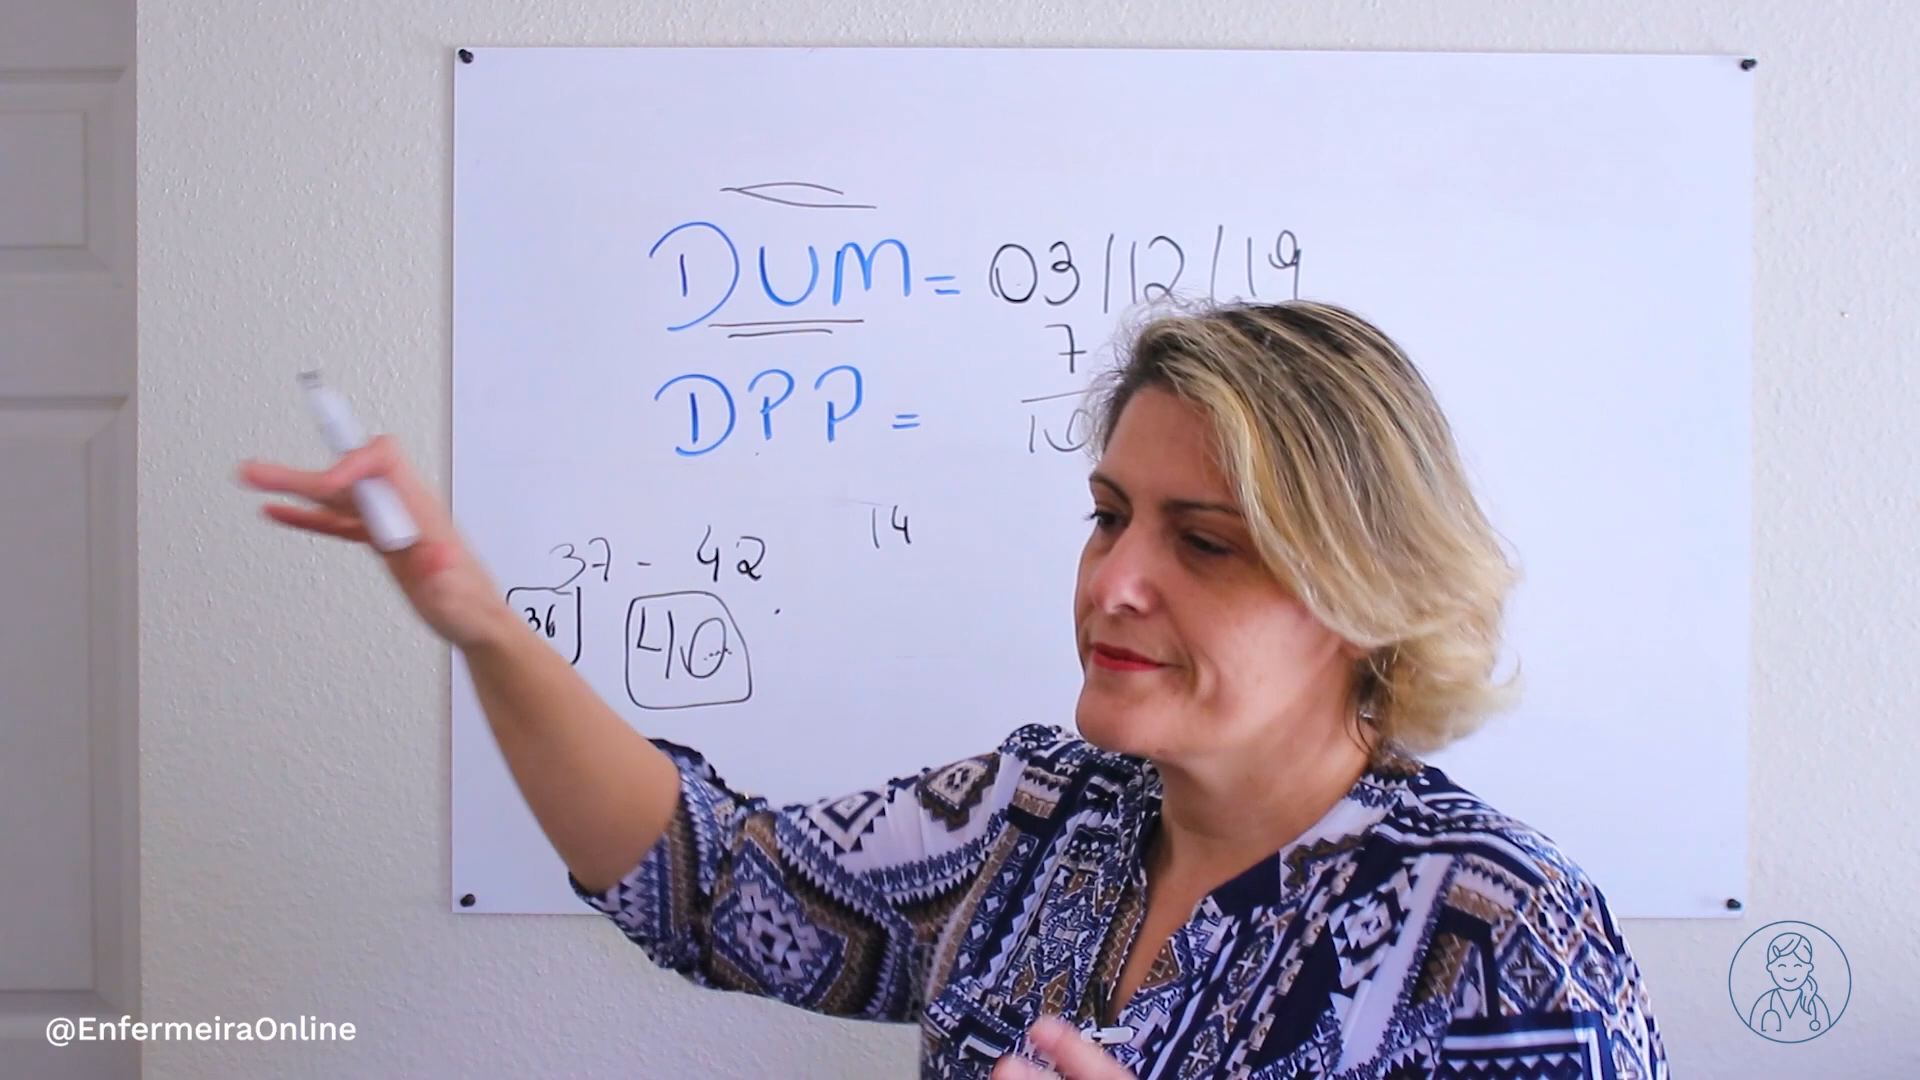 DUM = 03/12/19
7
DPP = 10
14
37 - 42
36 40
@EnfermeiraOnline